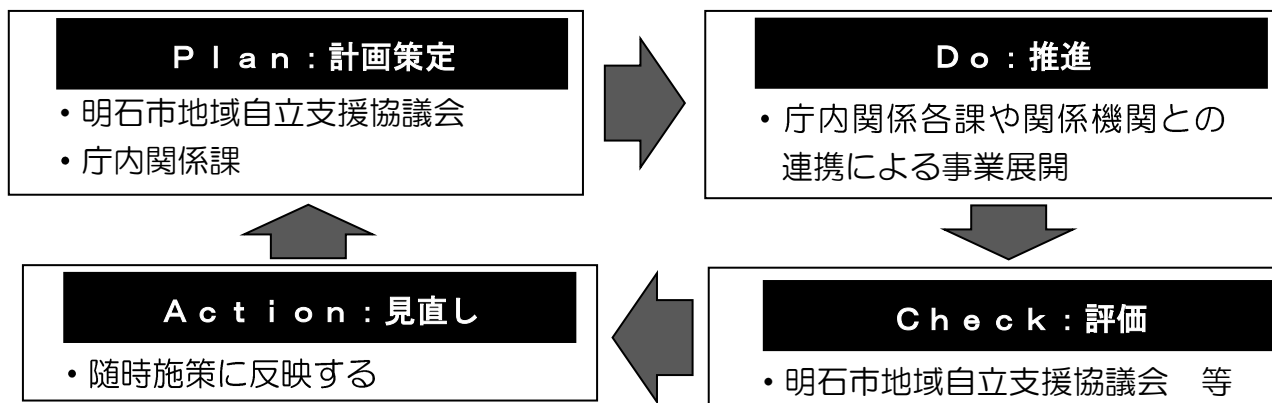 Ｐｌａｎ：計画策定
・明石市地域自立支援協議会
・庁内関係課
Ｄｏ：推進
・庁内関係各課や関係機関との
連携による事業展開
Ａｃｔｉｏｎ：見直し
・随時施策に反映する
Ｃｈｅｃｋ：評価
・明石市地域自立支援協議会　等